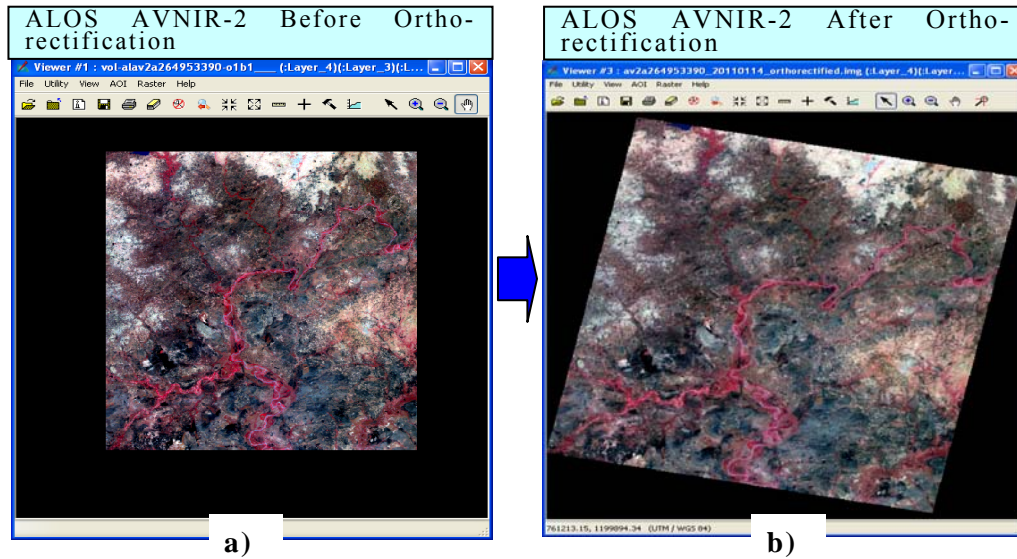 ALOS AVNIR-2 Before Ortho-
rectification
Viewer #1 : vol-alav2a264953390-o1b1___ (:Layer_4)(:Layer_3)(:L...
File Utility View AOI Raster Help
a)
ALOS AVNIR-2 After Ortho-
rectification
Viewer #3 : av2a264953390_20110114_orthorectified.img (:Layer_4)(:Layer...
File Utility View AOI Raster Help
761213.15, 1199894.34 (UTM / WGS 84)
b)